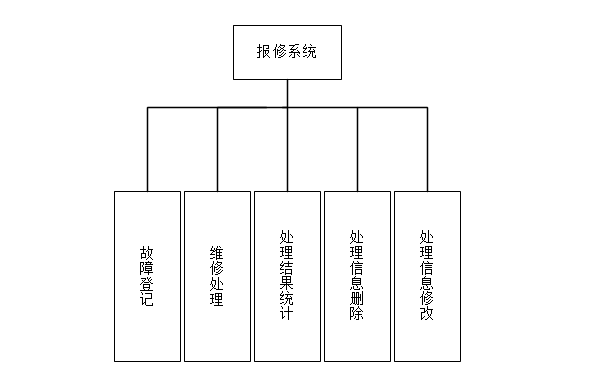 报修系统
故障登记
维修处理
处理结果统计
处理信息删除
处理信息修改